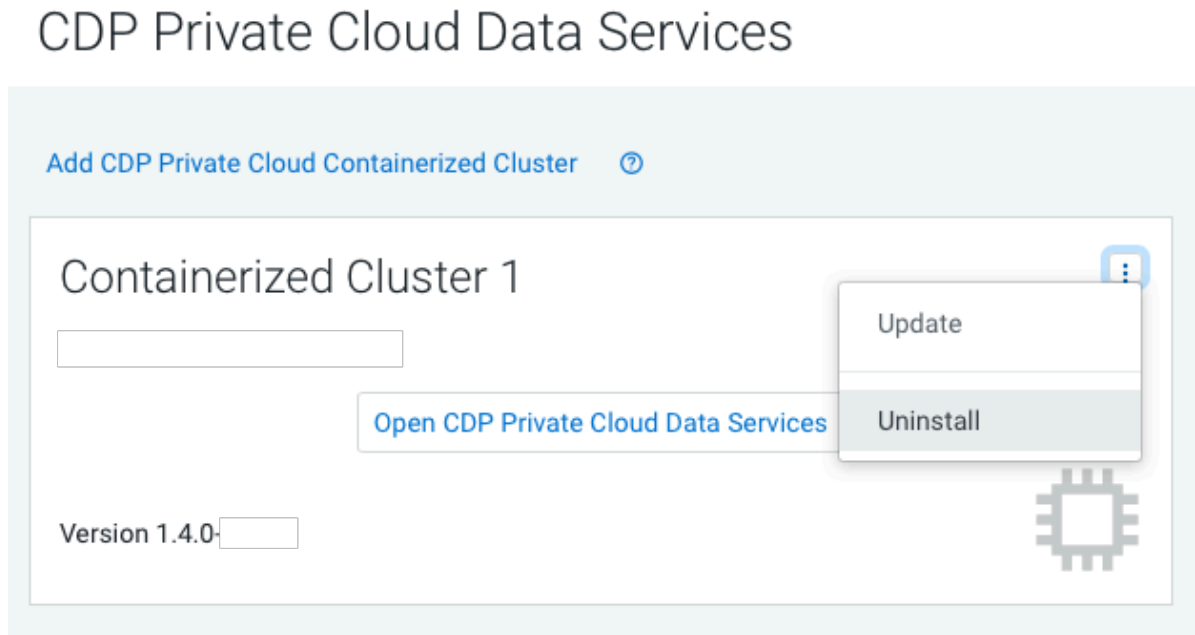 CDP Private Cloud Data Services
Add CDP Private Cloud Containerized Cluster
Containerized Cluster 1
Update
Open CDP Private Cloud Data Services
Uninstall
Version 1.4.0-